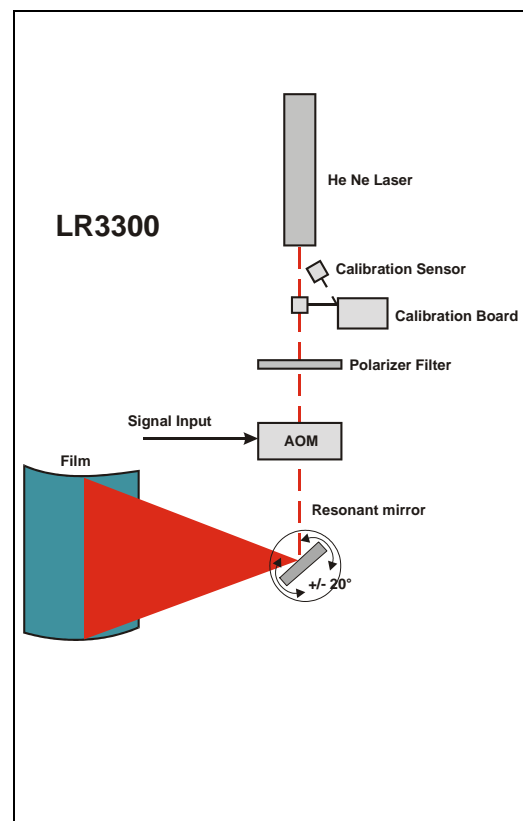 He Ne Laser
LR3300
Calibration Sensor
Calibration Board
Polarizer Filter
Signal Input
AOM
Film
Resonant mirror
+/- 20°